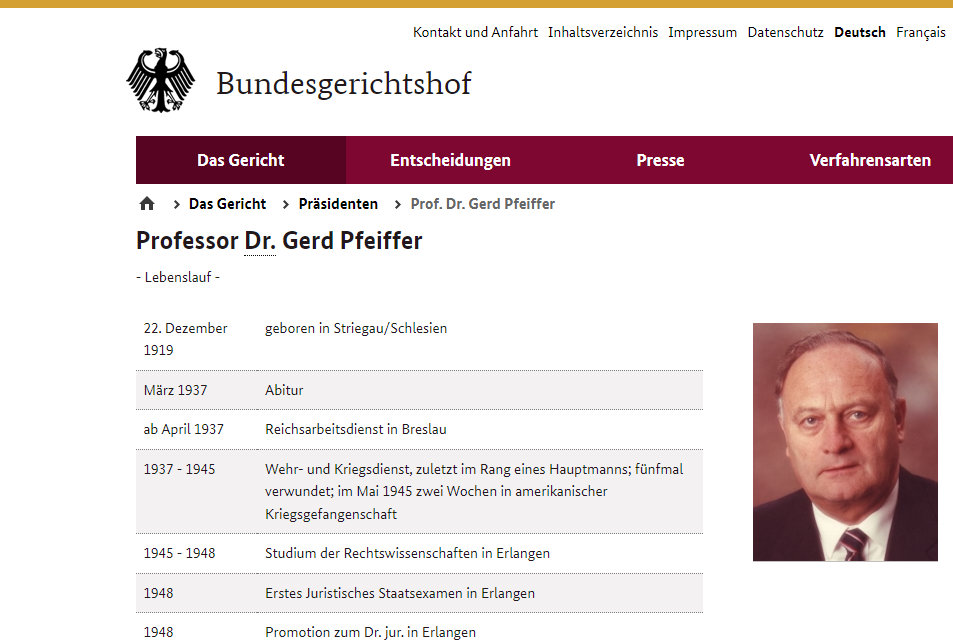 Kontakt und Anfahrt Inhaltsverzeichnis Impressum Datenschutz Deutsch Français
Bundesgerichtshof
Das Gericht Entscheidungen Presse Verfahrensarten
Das Gericht Präsidenten Prof. Dr. Gerd Pfeiffer
Professor Dr. Gerd Pfeiffer
- Lebenslauf -
22. Dezember geboren in Striegau/Schlesien
1919
März 1937 Abitur
ab April 1937 Reichsarbeitsdienst in Breslau
1937 - 1945 Wehr- und Kriegsdienst, zuletzt im Rang eines Hauptmanns; fünfmal
verwundet; im Mai 1945 zwei Wochen in amerikanischer
Kriegsgefangenschaft
1945 - 1948 Studium der Rechtswissenschaften in Erlangen
1948 Erstes Juristisches Staatsexamen in Erlangen
1948 Promotion zum Dr. jur. in Erlangen